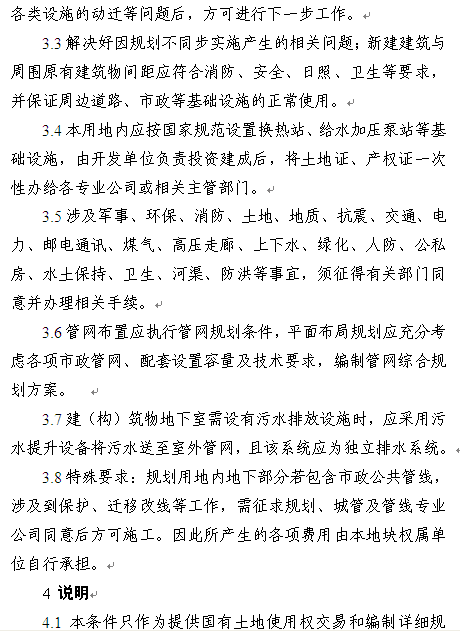 各类设施的动迁等问题后，方可进行下一步工作。
3.3 解决好因规划不同步实施产生的相关问题；新建建筑与
周围原有建筑物间距应符合消防、安全、日照、卫生等要求，
并保证周边道路、市政等基础设施的正常使用。
3.4 本用地内应按国家规范设置换热站、给水加压泵站等基
础设施，由开发单位负责投资建成后，将土地证、产权证一次
性办给各专业公司或相关主管部门。
3.5 涉及军事、环保、消防、土地、地质、抗震、交通、电
力、邮电通讯、煤气、高压走廊、上下水、绿化、人防、公私
房、水土保持、卫生、河渠、防洪等事宜，须征得有关部门同
意并办理相关手续。
3.6 管网布置应执行管网规划条件，平面布局规划应充分考
虑各项市政管网、配套设置容量及技术要求，编制管网综合规
划方案。
3.7 建（构）筑物地下室需设有污水排放设施时，应采用污
水提升设备将污水送至室外管网，且该系统应为独立排水系统。
3.8 特殊要求：规划用地内地下部分若包含市政公共管线，
涉及到保护、迁移改线等工作，需征求规划、城管及管线专业
公司同意后方可施工。因此所产生的各项费用由本地块权属单
位自行承担。
4 说明
4.1 本条件只作为提供国有土地使用权交易和编制详细规